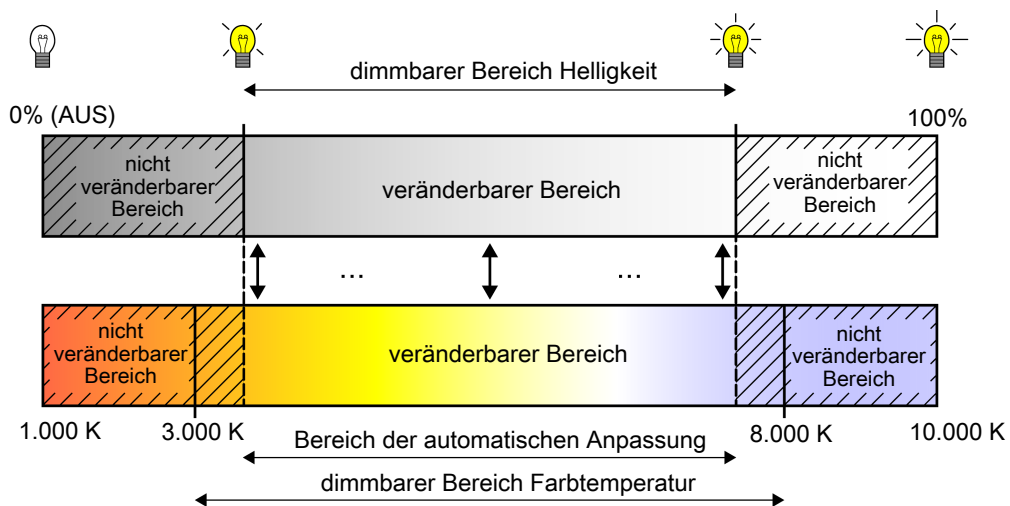 dimmbarer Bereich Helligkeit
0% (AUS)
100%
nicht
veränderbarer
Bereich
veränderbarer Bereich
nicht
veränderbarer
Bereich
...
...
nicht
veränderbarer
Bereich
veränderbarer Bereich
nicht
veränderbarer
Bereich
1.000 K
3.000 K
Bereich der automatischen Anpassung
8.000 K
10.000 K
dimmbarer Bereich Farbtemperatur